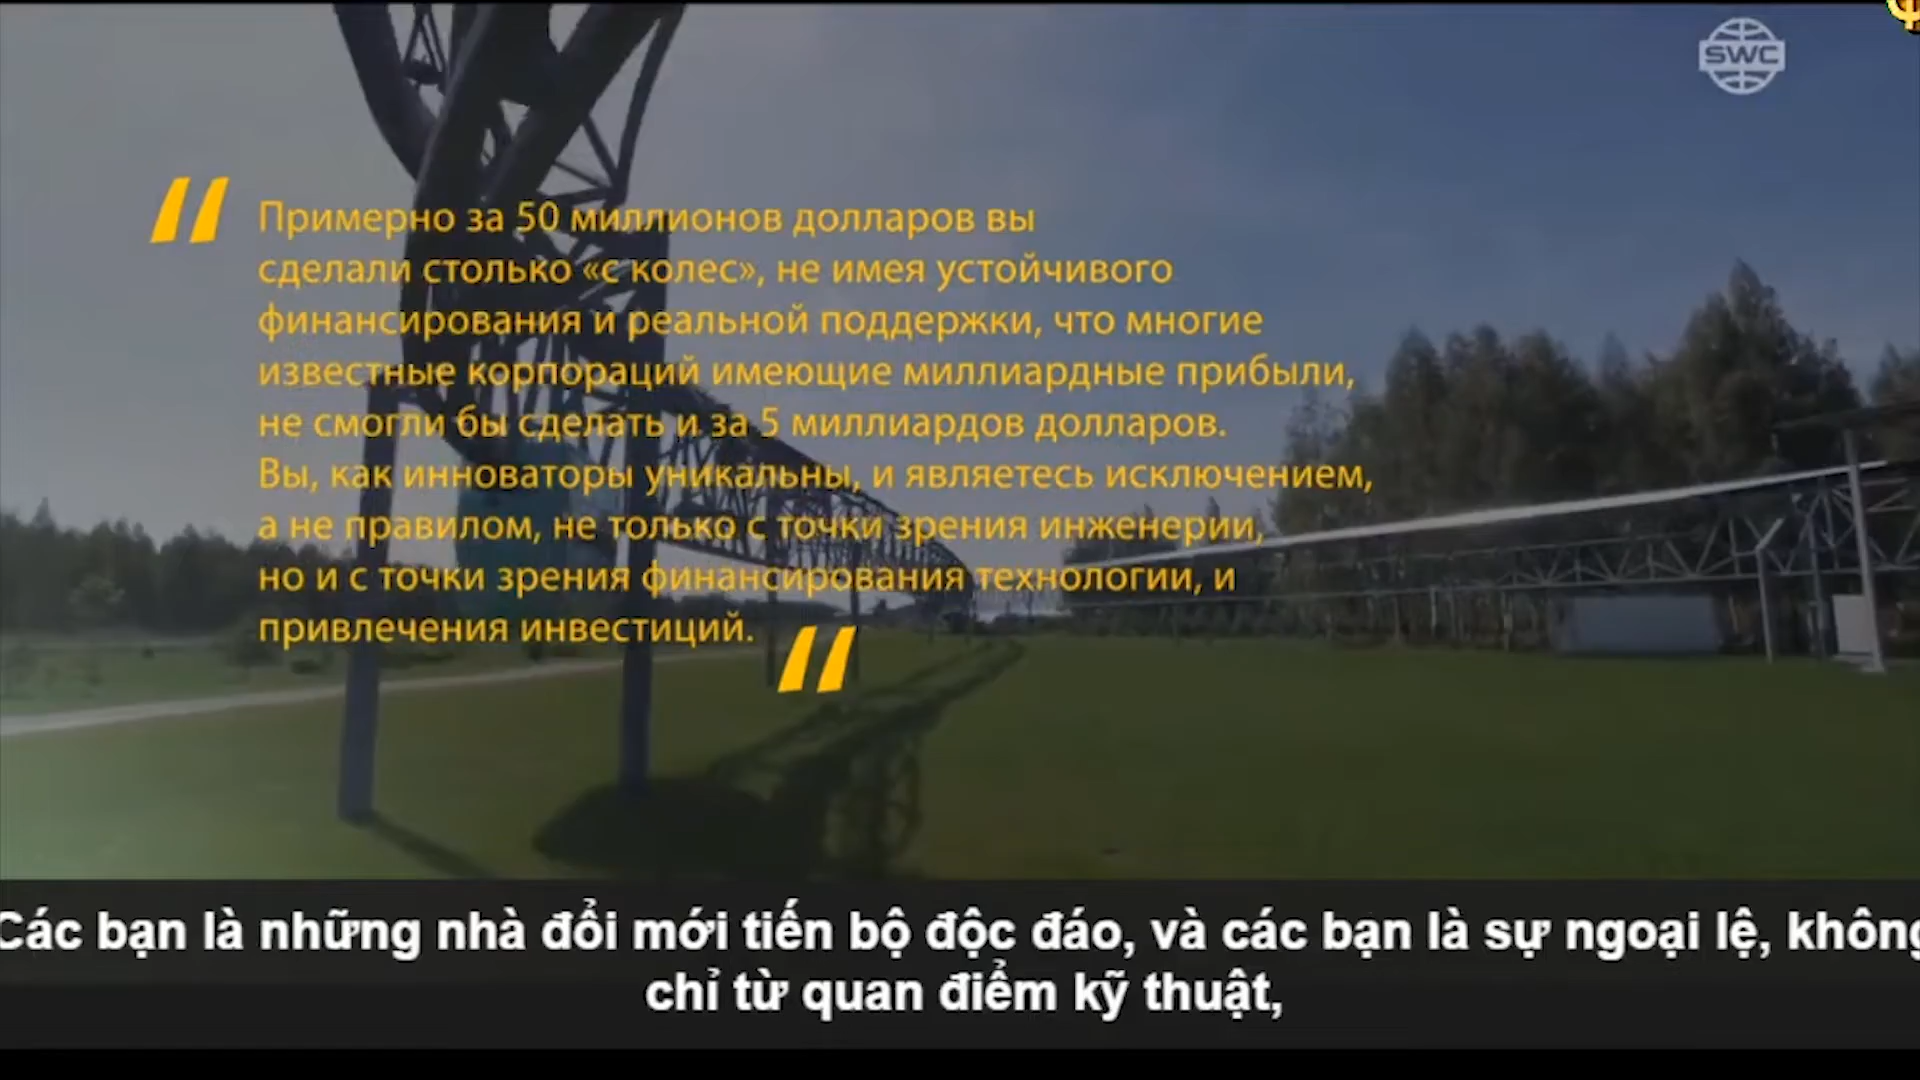 SWC
“
Примерно за 50 миллионов долларов вы
сделали столько «с колес», не имея устойчивого
финансирования и реальной поддержки, что многие
известные корпораций имеющие миллиардные прибыли,
не смогли бы сделать и за 5 миллиардов долларов.
Вы, как инноваторы уникальны, и являетесь исключением,
а не правилом, не только с точки зрения инженерии,
но и с точки зрения финансирования технологии, и
привлечения инвестиций. “
Các bạn là những nhà đổi mới tiến bộ độc đáo, và các bạn là sự ngoại lệ, không
chỉ từ quan điểm kỹ thuật,